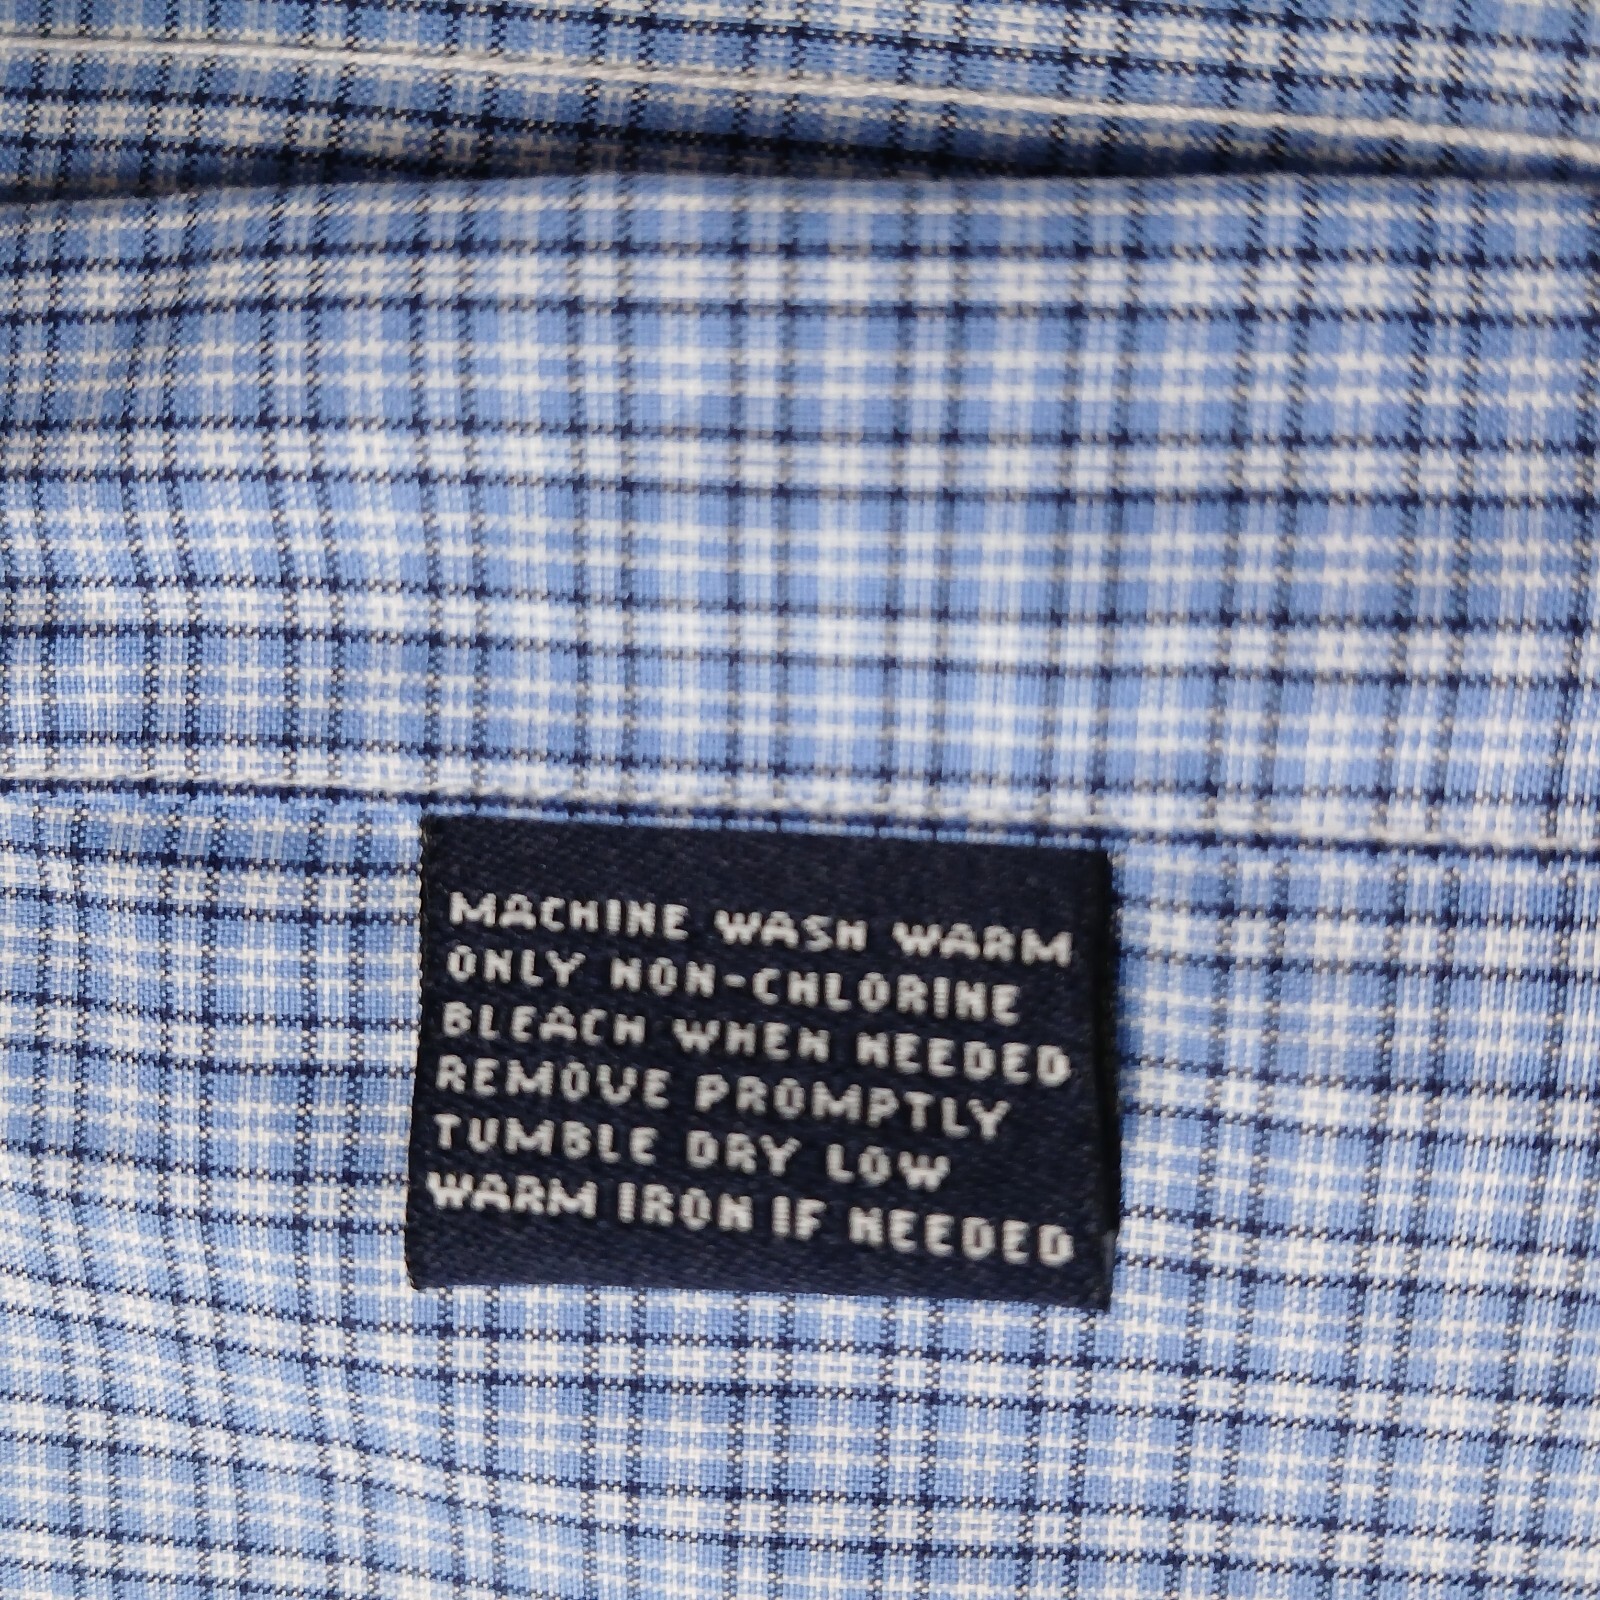 MACHINE WASH WARM
ONLY NON-CHLORINE
BLEACH WHEN NEEDED
REMOVE PROMPTLY
TUMBLE DRY LOW
WARM IRON IF NEEDED